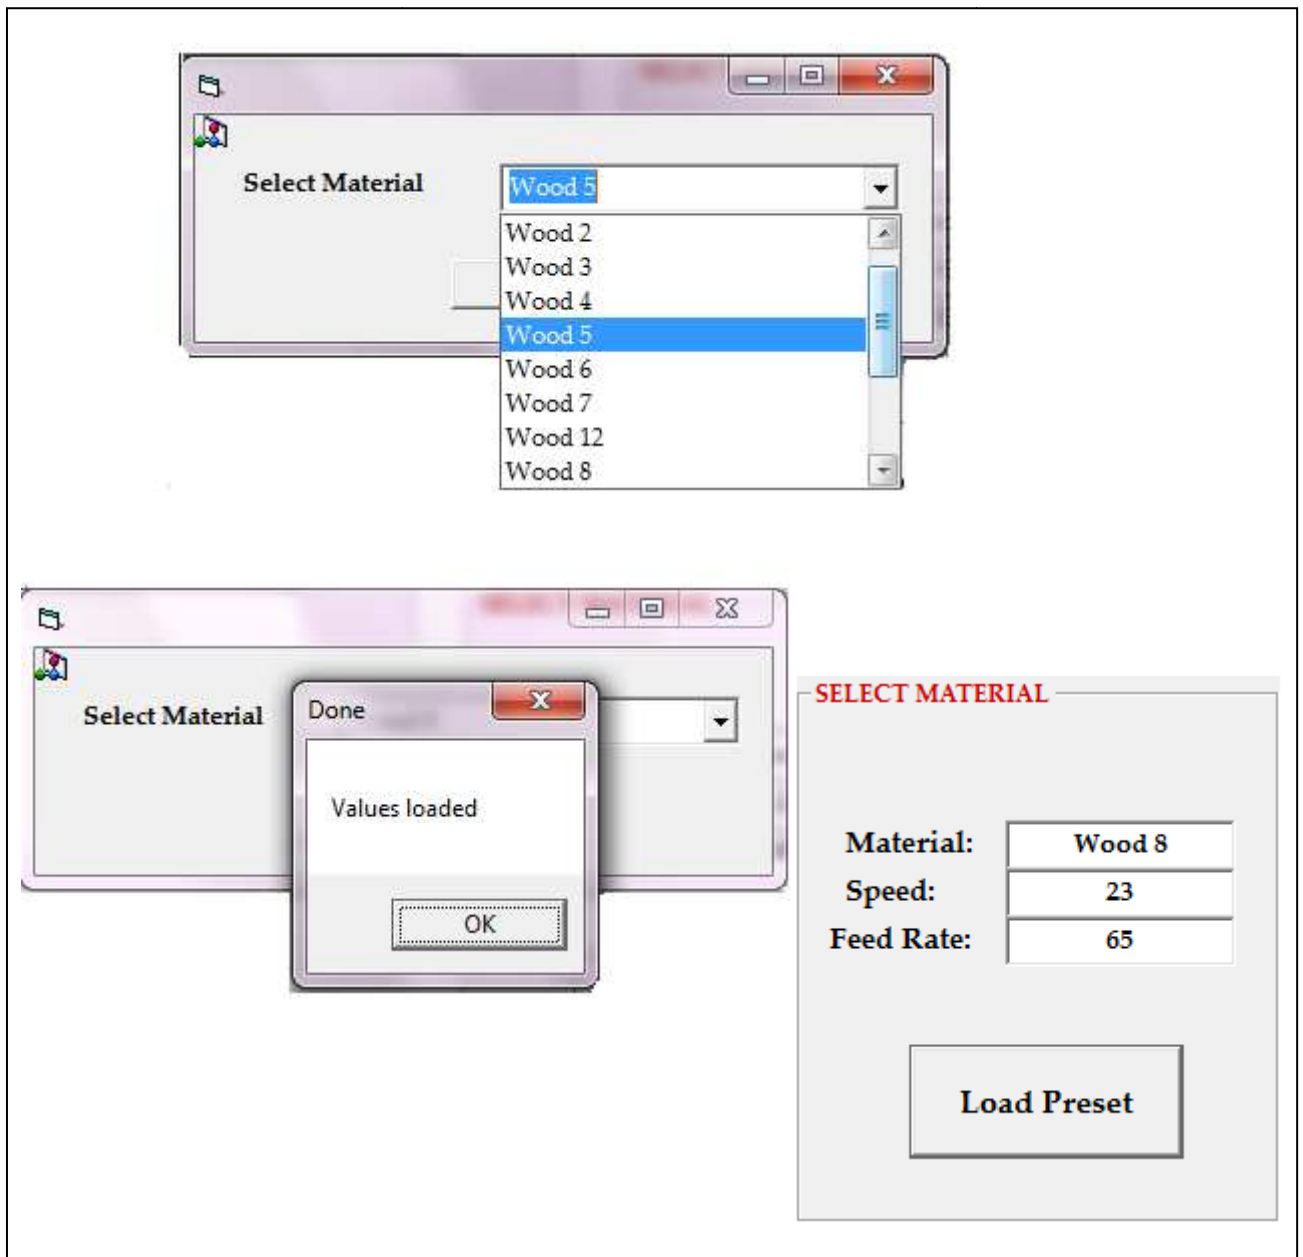 Select Material
Wood 5
Wood 2
Wood 3
Wood 4
Wood 5
Wood 6
Wood 7
Wood 12
Wood 8
Select Material
Done
Values loaded
OK
SELECT MATERIAL
Material: Wood 8
Speed: 23
Feed Rate: 65
Load Preset